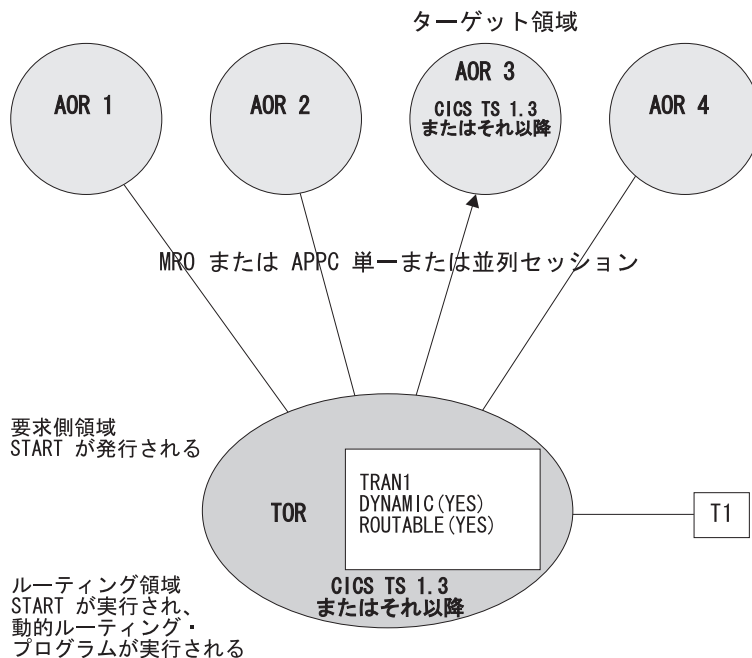 ターゲット領域
AOR 1
AOR 2
AOR 3
CICS TS 1.3
またはそれ以降
AOR 4
MRO または APPC 単一または並列セッション
要求側領域
START が発行される
TOR
TRAN1
DYNAMIC(YES)
ROUTABLE(YES)
T1
ルーティング領域
START が実行され、
動的ルーティング・
プログラムが実行される
CICS TS 1.3
またはそれ以降